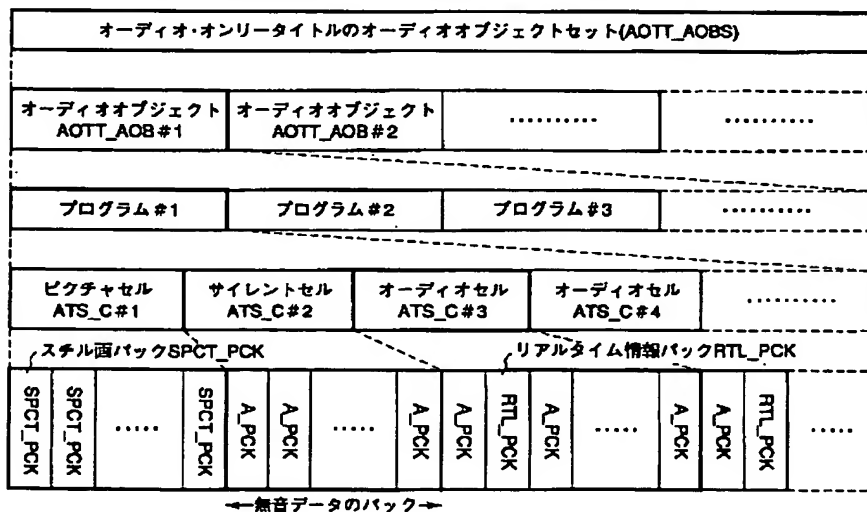 オーディオ・オンリータイトルのオーディオオブジェクトセット(AOTT_AOBS)
オーディオオブジェクト
AOTT_AOB#1
オーディオオブジェクト
AOTT_AOB#2
‥‥‥‥‥
‥‥‥‥‥
プログラム#1
プログラム#2
プログラム#3
‥‥‥‥‥
ピクチャセル
ATS_C#1
サイレントセル
ATS_C#2
オーディオセル
ATS_C#3
オーディオセル
ATS_C#4
‥‥‥‥‥
スチル画パックSPCT_PCK
リアルタイム情報パックRTL_PCK
SPCT_PCK
SPCT_PCK
‥‥‥
SPCT_PCK
A_PCK
A_PCK
‥‥‥
A_PCK
A_PCK
RTL_PCK
A_PCK
‥‥‥
A_PCK
A_PCK
RTL_PCK
‥‥‥
無音データのパック